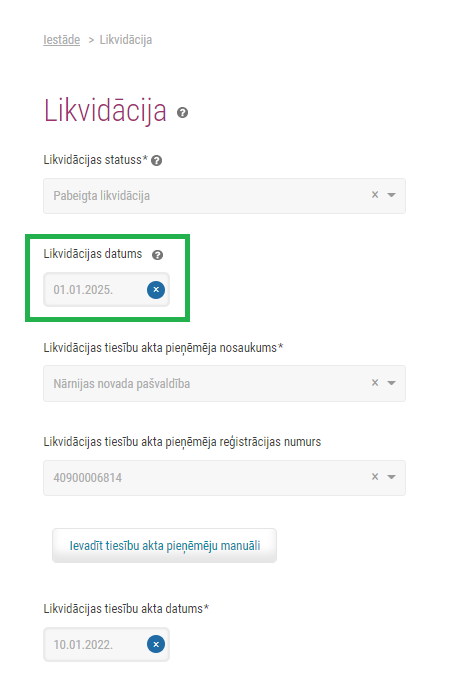 Iestāde > Likvidācija
Likvidācija ?
Likvidācijas statuss* ?
Pabeigta likvidācija ×
Likvidācijas datums ?
01.01.2025. ×
Likvidācijas tiesību akta pieņēmēja nosaukums*
Nārnijas novada pašvaldība ×
Likvidācijas tiesību akta pieņēmēja reģistrācijas numurs
40900006814 ×
Ievadīt tiesību akta pieņēmēju manuāli
Likvidācijas tiesību akta datums*
10.01.2022. ×